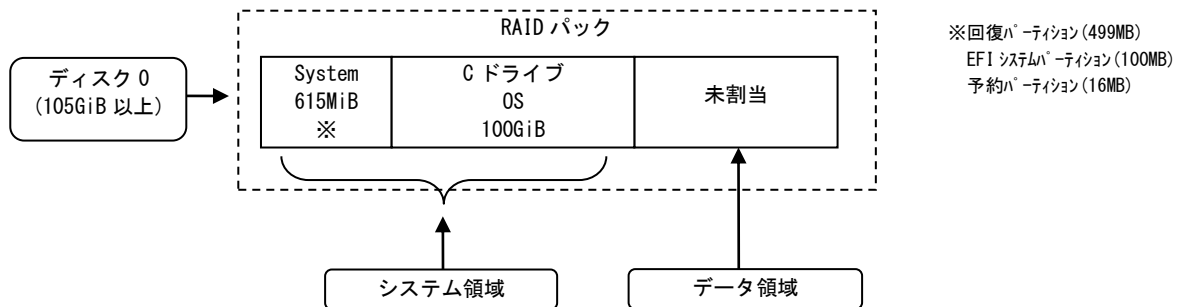 RAID パック
※回復パーティション(499MB)
EFI システムパーティション(100MB)
予約パーティション(16MB)
ディスク 0
(105GiB 以上)
System
615MiB
※
C ドライブ
OS
100GiB
未割当
システム領域
データ領域